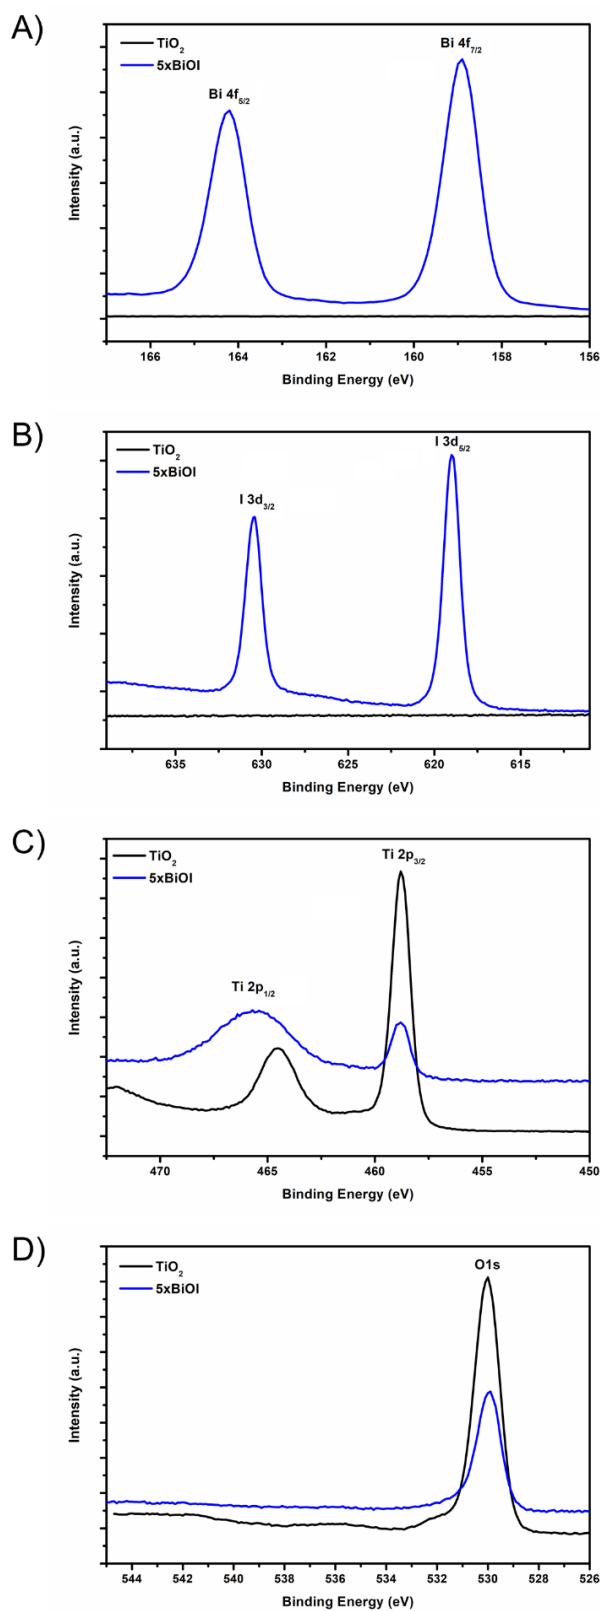 A)
TiO₂
5xBiOI
Bi 4f₅/₂
Bi 4f₇/₂
Intensity (a.u.)
166 164 162 160 158 156
Binding Energy (eV)
B)
TiO₂
5xBiOI
I 3d₃/₂
I 3d₅/₂
Intensity (a.u.)
635 630 625 620 615
Binding Energy (eV)
C)
TiO₂
5xBiOI
Ti 2p₁/₂
Ti 2p₃/₂
Intensity (a.u.)
470 465 460 455 450
Binding Energy (eV)
D)
TiO₂
5xBiOI
O1s
Intensity (a.u.)
544 542 540 538 536 534 532 530 528 526
Binding Energy (eV)